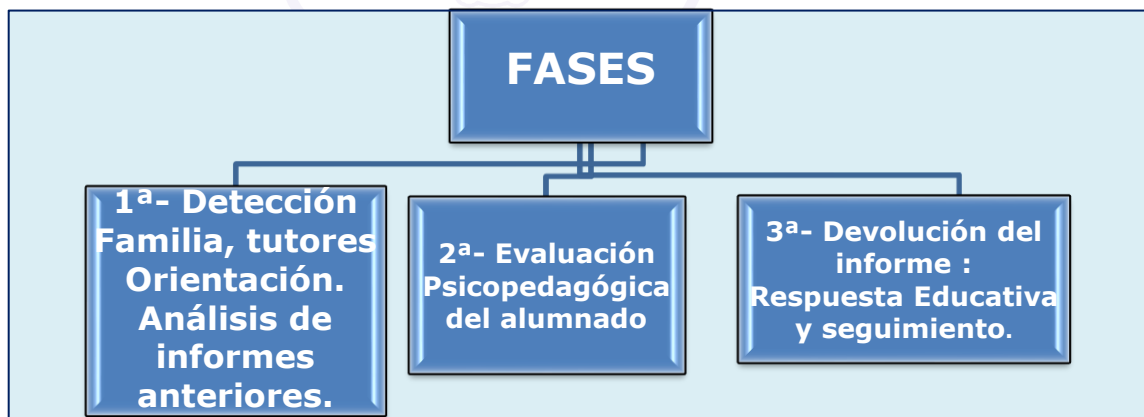 FASES
1ª- Detección
Familia, tutores
Orientación.
Análisis de
informes
anteriores.
2ª- Evaluación
Psicopedagógica
del alumnado
3ª- Devolución del
informe :
Respuesta Educativa
y seguimiento.